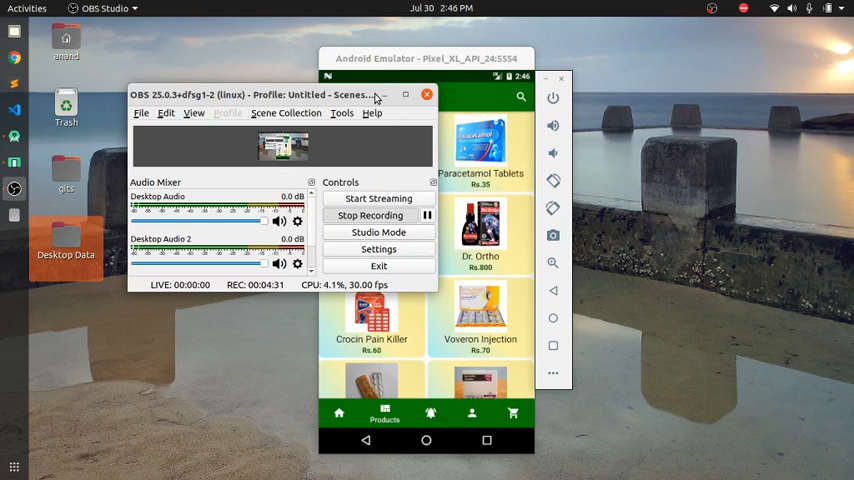 Activities
OBS Studio
Jul 30 2:46 PM
anand
Trash
gits
Desktop Data
Android Emulator - Pixel_XL_API_24:5554
2:46
OBS 25.0.3+dfsg1-2 (linux) - Profile: Untitled - Scenes...
File Edit View Profile Scene Collection Tools Help
Audio Mixer
Desktop Audio 0.0 dB
Desktop Audio 2 0.0 dB
Controls
Start Streaming
Stop Recording
Studio Mode
Settings
Exit
LIVE: 00:00:00 REC: 00:04:31 CPU: 4.1%, 30.00 fps
Paracetamol
Paracetamol Tablets
Rs.35
Dr. Ortho
Rs.800
Crocin Pain Killer
Rs.60
Voveron Injection
Rs.70
Products